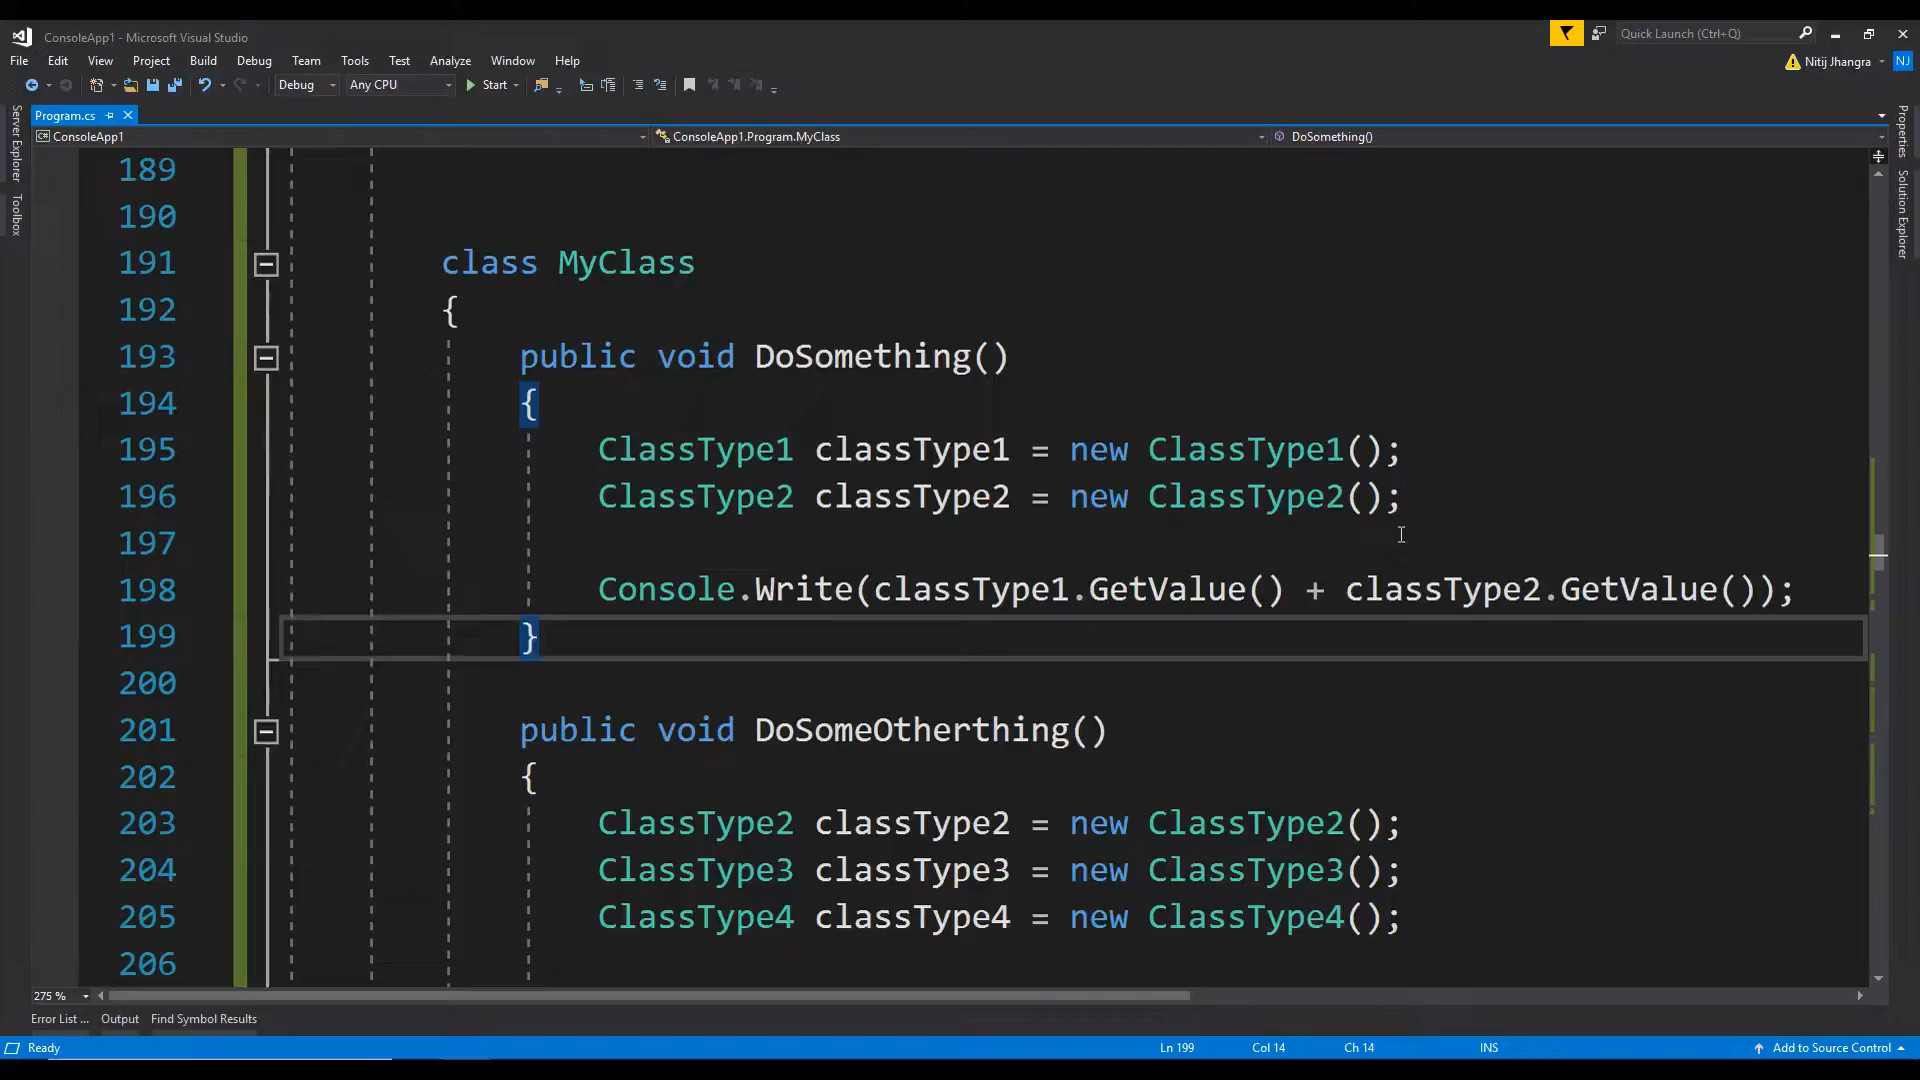 ConsoleApp1 - Microsoft Visual Studio
Quick Launch (Ctrl+Q)
File Edit View Project Build Debug Team Tools Test Analyze Window Help
Nitij Jhangra NJ
Debug Any CPU Start
Program.cs
ConsoleApp1 ConsoleApp1.Program.MyClass DoSomething()
Server Explorer
Toolbox
Properties
Solution Explorer
189
190
191 class MyClass
192 {
193 public void DoSomething()
194 {
195 ClassType1 classType1 = new ClassType1();
196 ClassType2 classType2 = new ClassType2();
197
198 Console.Write(classType1.GetValue() + classType2.GetValue());
199 }
200
201 public void DoSomeOtherthing()
202 {
203 ClassType2 classType2 = new ClassType2();
204 ClassType3 classType3 = new ClassType3();
205 ClassType4 classType4 = new ClassType4();
206
275 %
Error List ... Output Find Symbol Results
Ready Ln 199 Col 14 Ch 14 INS Add to Source Control